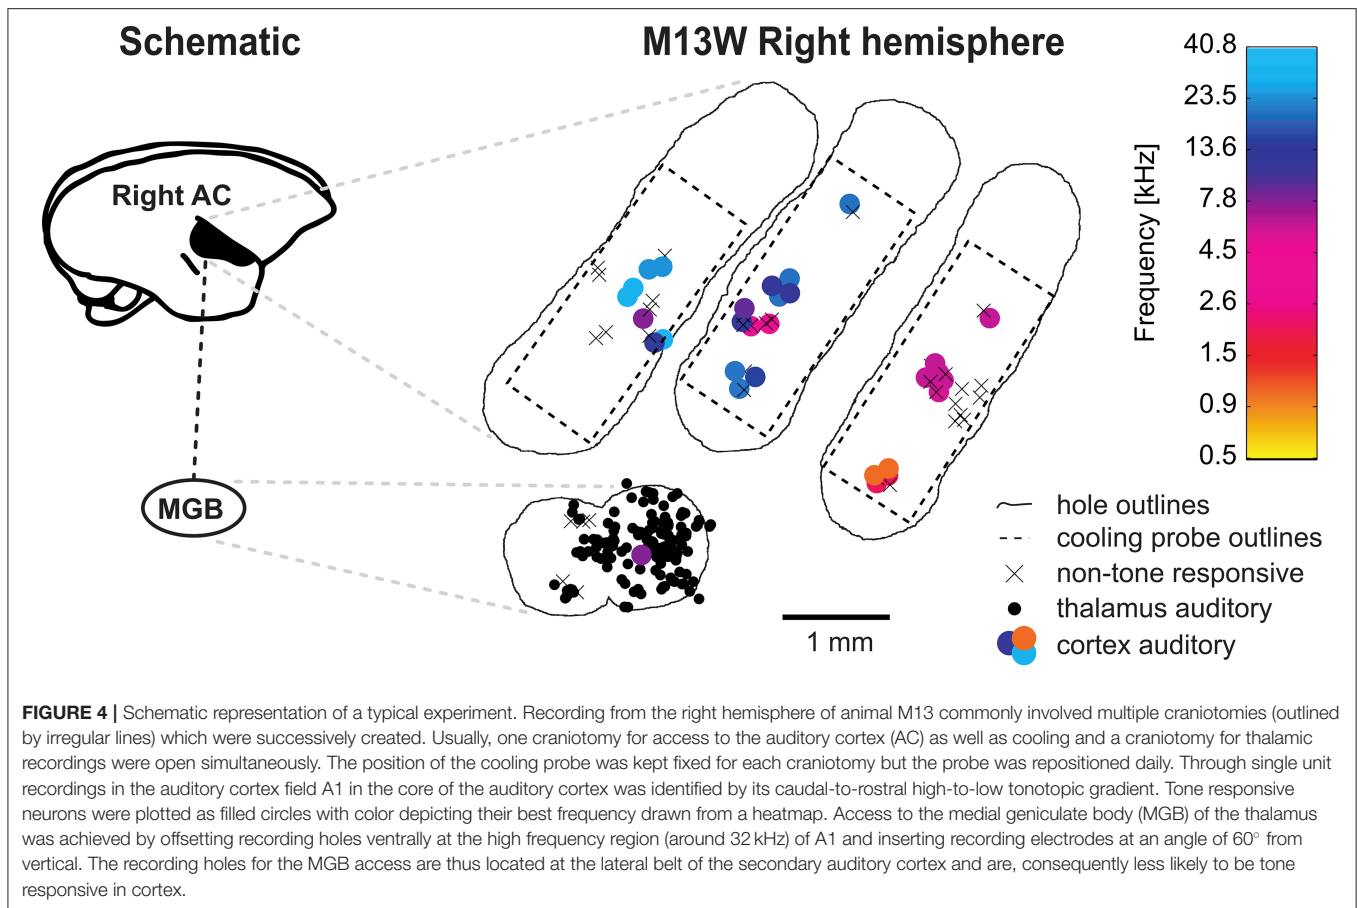 Schematic
M13W Right hemisphere
Right AC
MGB
40.8
23.5
13.6
7.8
4.5
2.6
1.5
0.9
0.5
Frequency [kHz]
hole outlines
cooling probe outlines
non-tone responsive
thalamus auditory
cortex auditory
1 mm
FIGURE 4 | Schematic representation of a typical experiment. Recording from the right hemisphere of animal M13 commonly involved multiple craniotomies (outlined
by irregular lines) which were successively created. Usually, one craniotomy for access to the auditory cortex (AC) as well as cooling and a craniotomy for thalamic
recordings were open simultaneously. The position of the cooling probe was kept fixed for each craniotomy but the probe was repositioned daily. Through single unit
recordings in the auditory cortex field A1 in the core of the auditory cortex was identified by its caudal-to-rostral high-to-low tonotopic gradient. Tone responsive
neurons were plotted as filled circles with color depicting their best frequency drawn from a heatmap. Access to the medial geniculate body (MGB) of the thalamus
was achieved by offsetting recording holes ventrally at the high frequency region (around 32 kHz) of A1 and inserting recording electrodes at an angle of 60° from
vertical. The recording holes for the MGB access are thus located at the lateral belt of the secondary auditory cortex and are, consequently less likely to be tone
responsive in cortex.